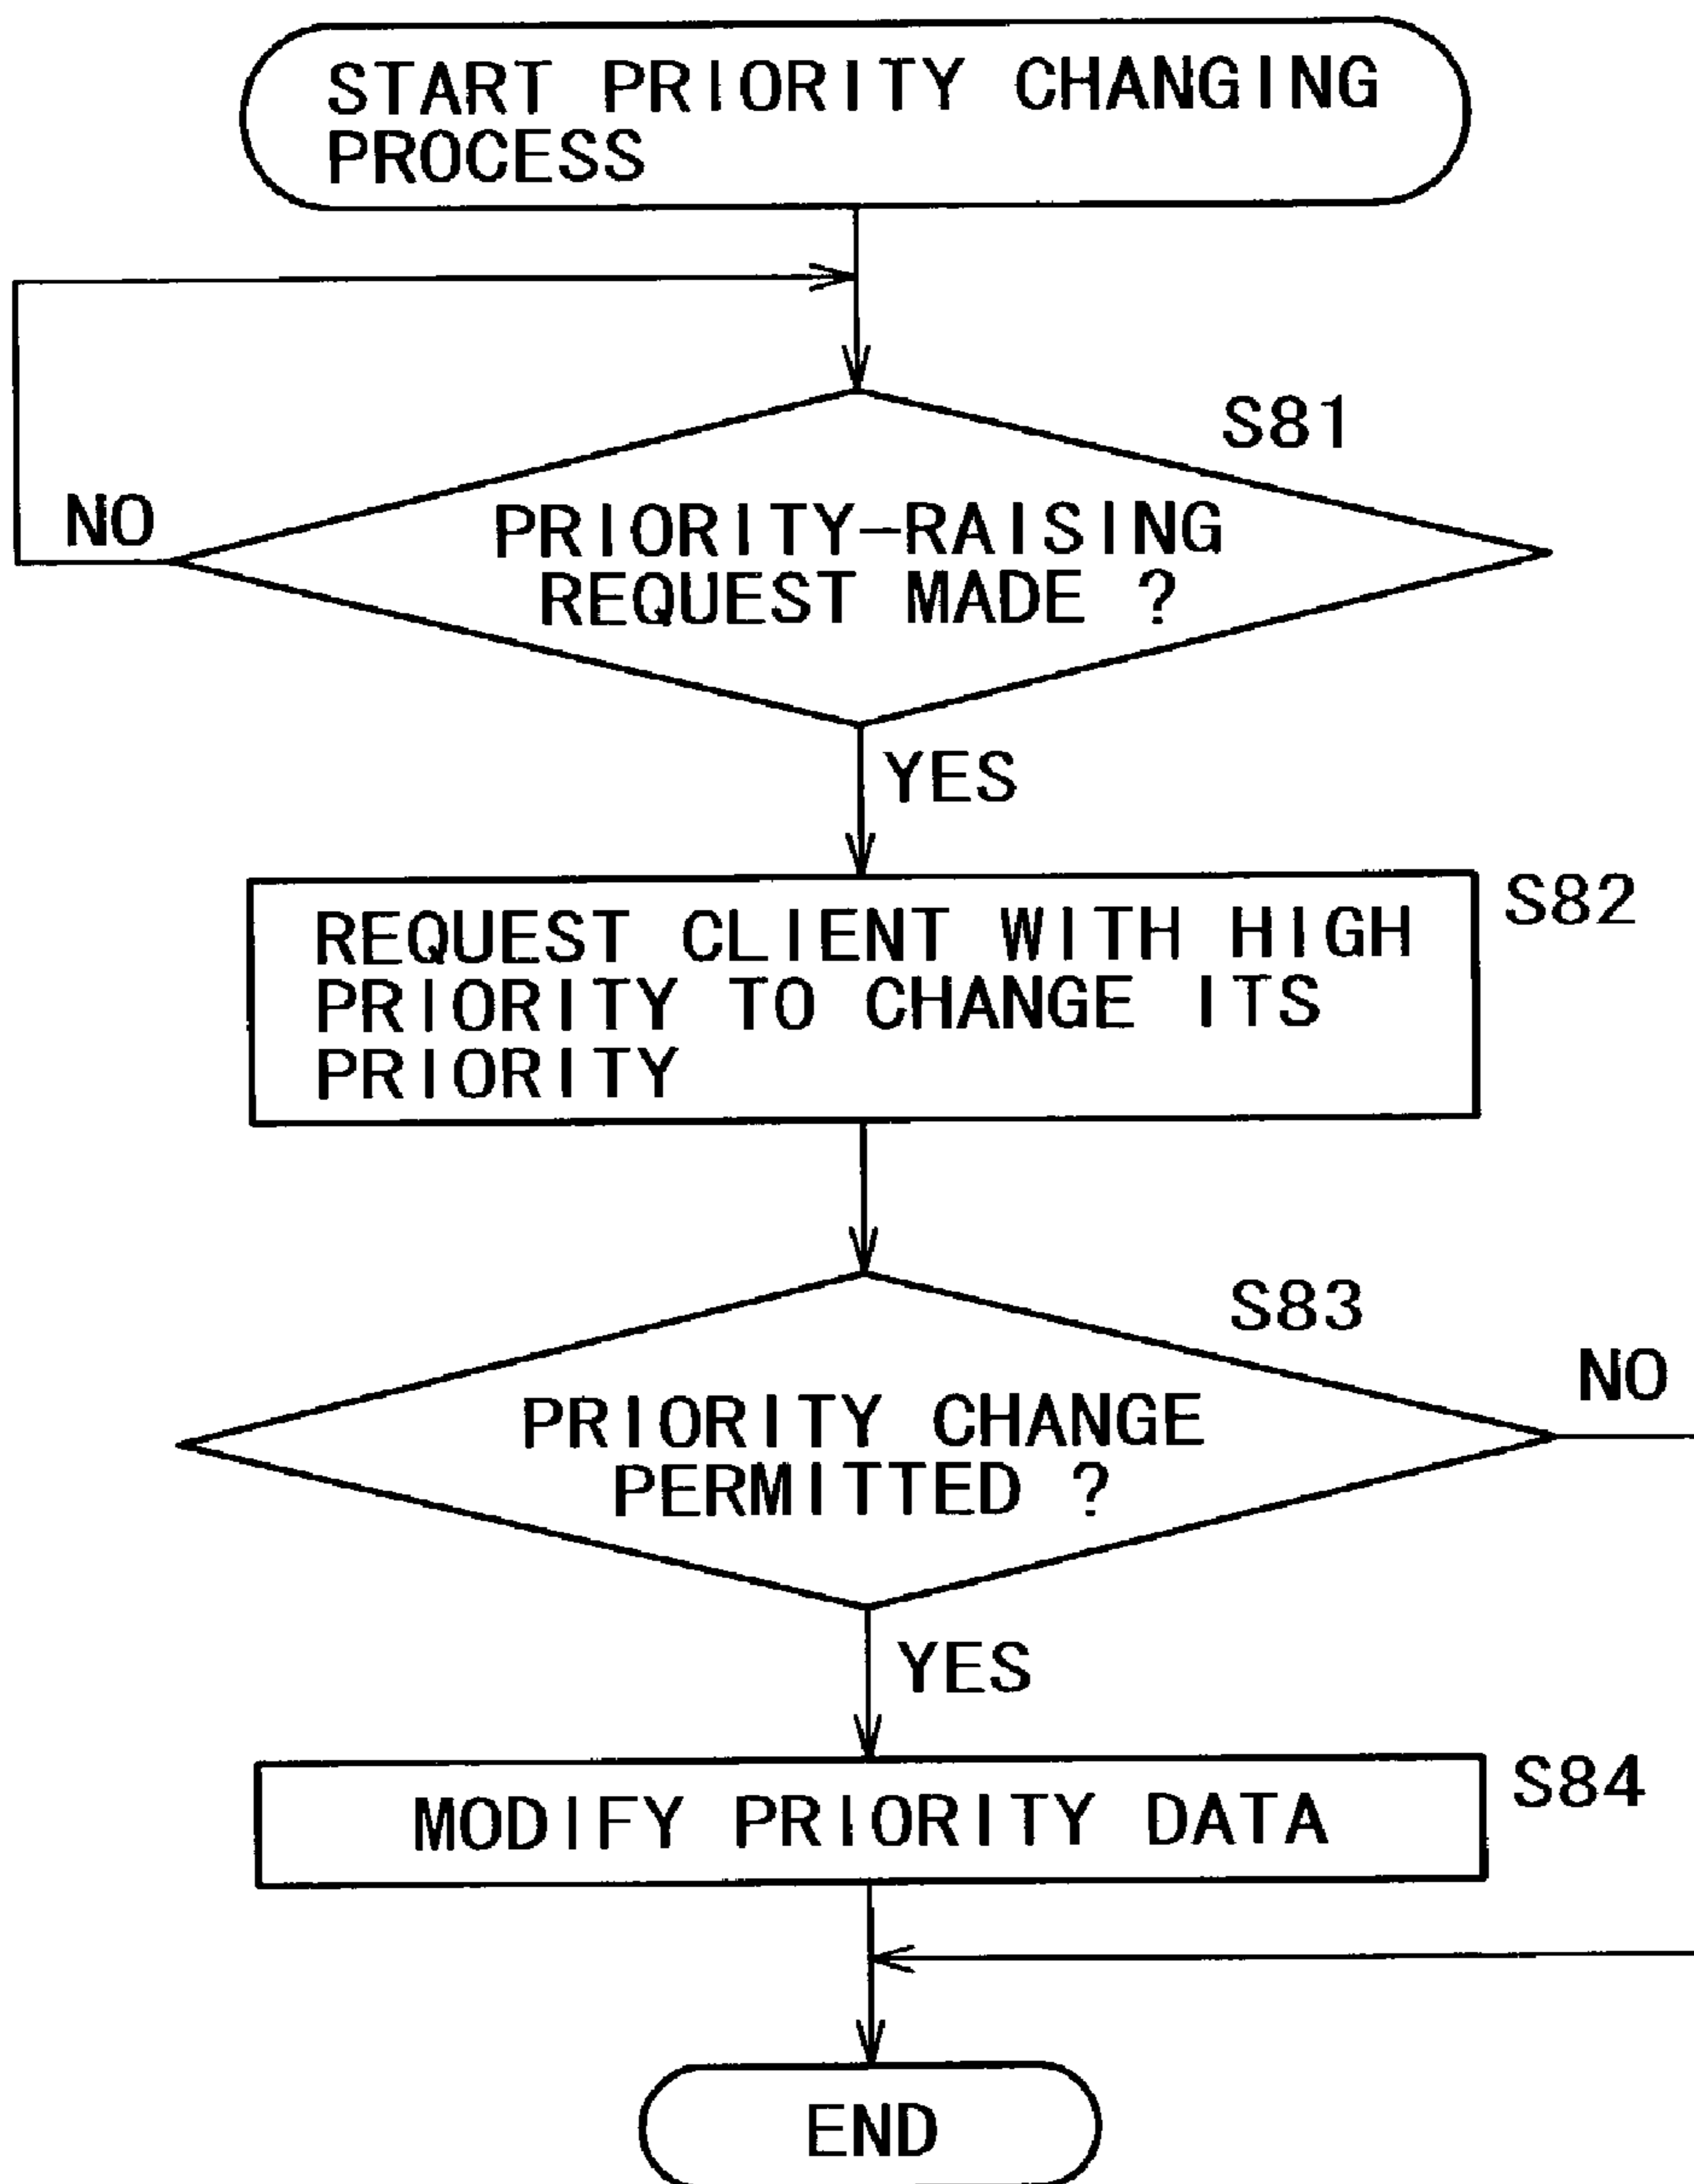 START PRIORITY CHANGING
PROCESS
S81
NO
PRIORITY-RAISING
REQUEST MADE ?
YES
S82
REQUEST CLIENT WITH HIGH
PRIORITY TO CHANGE ITS
PRIORITY
S83
NO
PRIORITY CHANGE
PERMITTED ?
YES
S84
MODIFY PRIORITY DATA
END